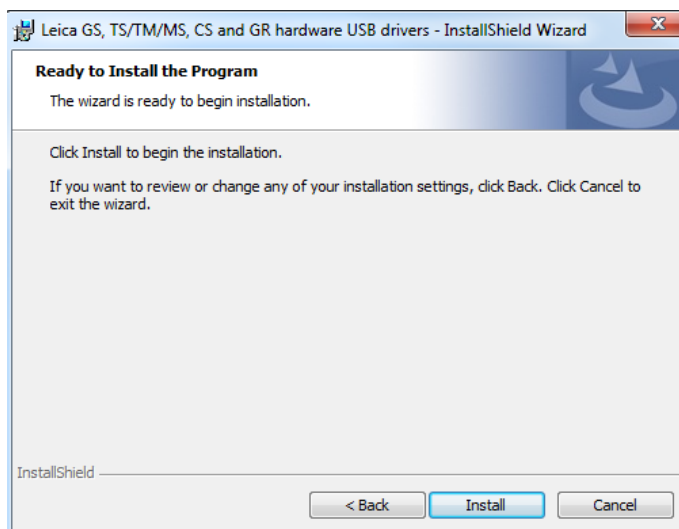 Leica GS, TS/TM/MS, CS and GR hardware USB drivers - InstallShield Wizard
Ready to Install the Program
The wizard is ready to begin installation.
Click Install to begin the installation.
If you want to review or change any of your installation settings, click Back. Click Cancel to
exit the wizard.
InstallShield
< Back
Install
Cancel